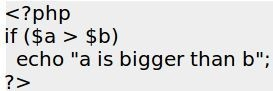 <?php
if ($a > $b)
  echo "a is bigger than b";
?>